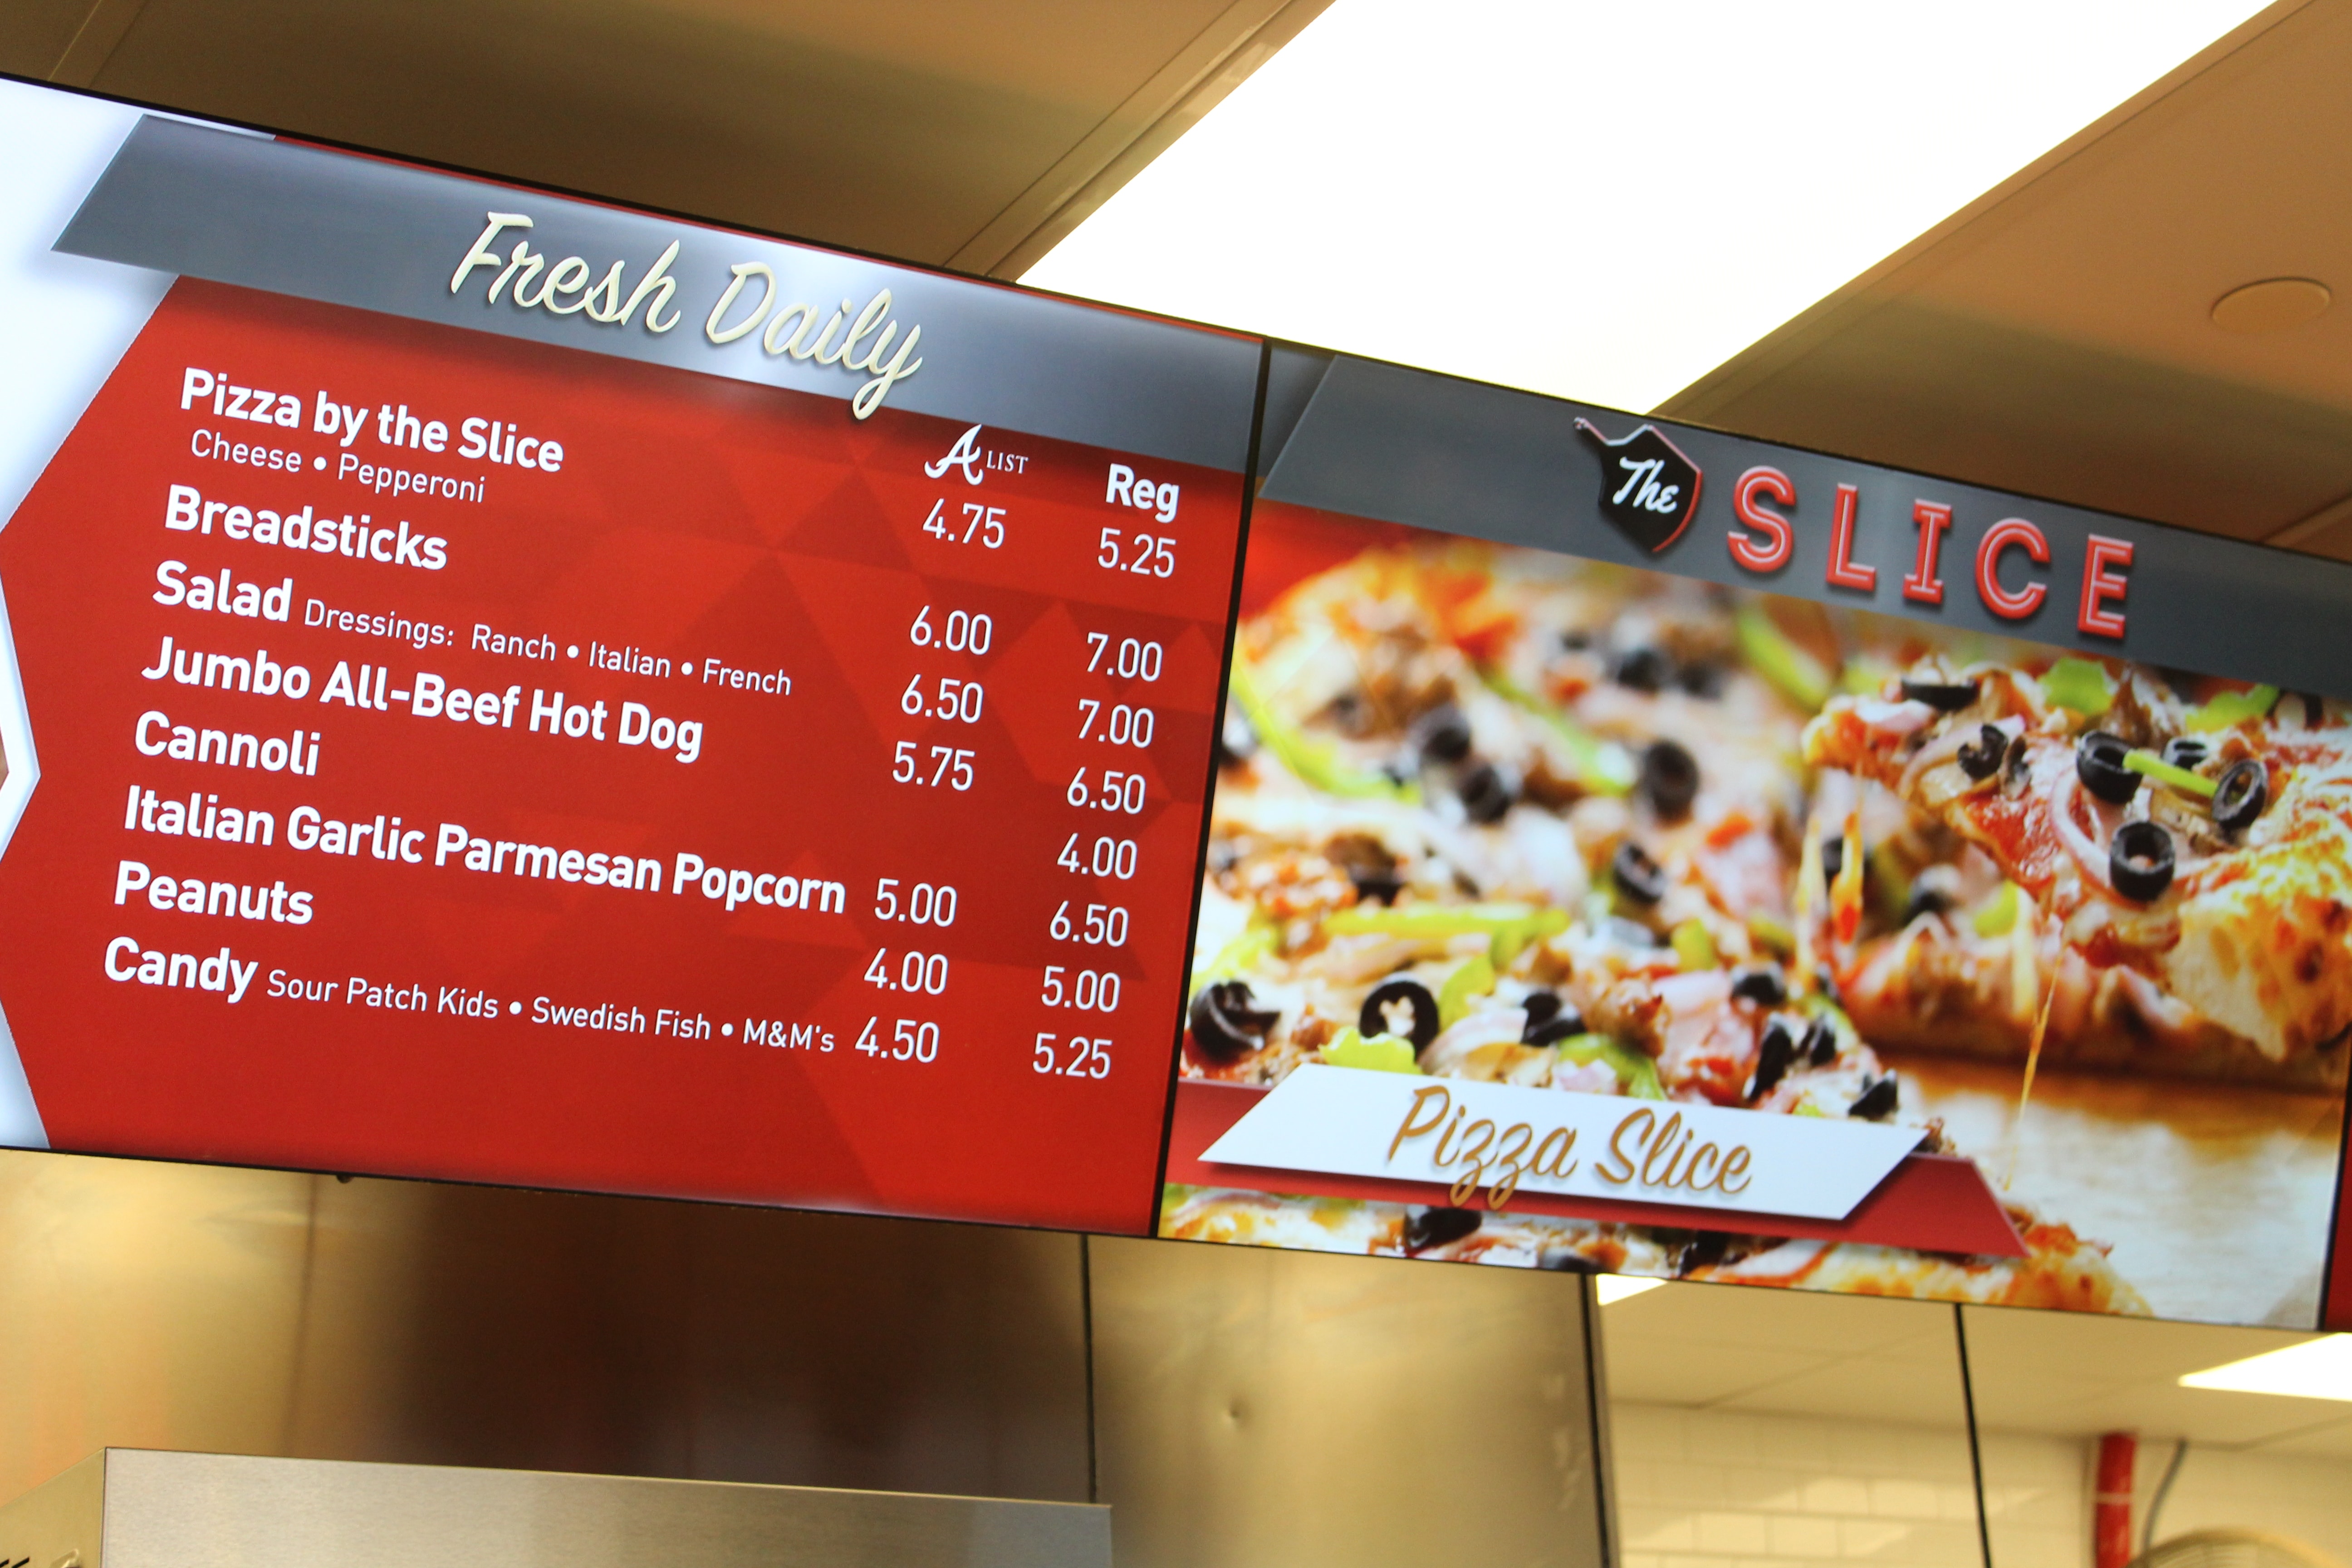 Fresh Daily
A LIST Reg
Pizza by the Slice 4.75 5.25
Cheese • Pepperoni
Breadsticks 6.00 7.00
Salad Dressings: Ranch • Italian • French 6.50 7.00
Jumbo All-Beef Hot Dog 5.75 6.50
Cannoli 4.00
Italian Garlic Parmesan Popcorn 5.00 6.50
Peanuts 4.00 5.00
Candy Sour Patch Kids • Swedish Fish • M&M's 4.50 5.25
The SLICE
Pizza Slice